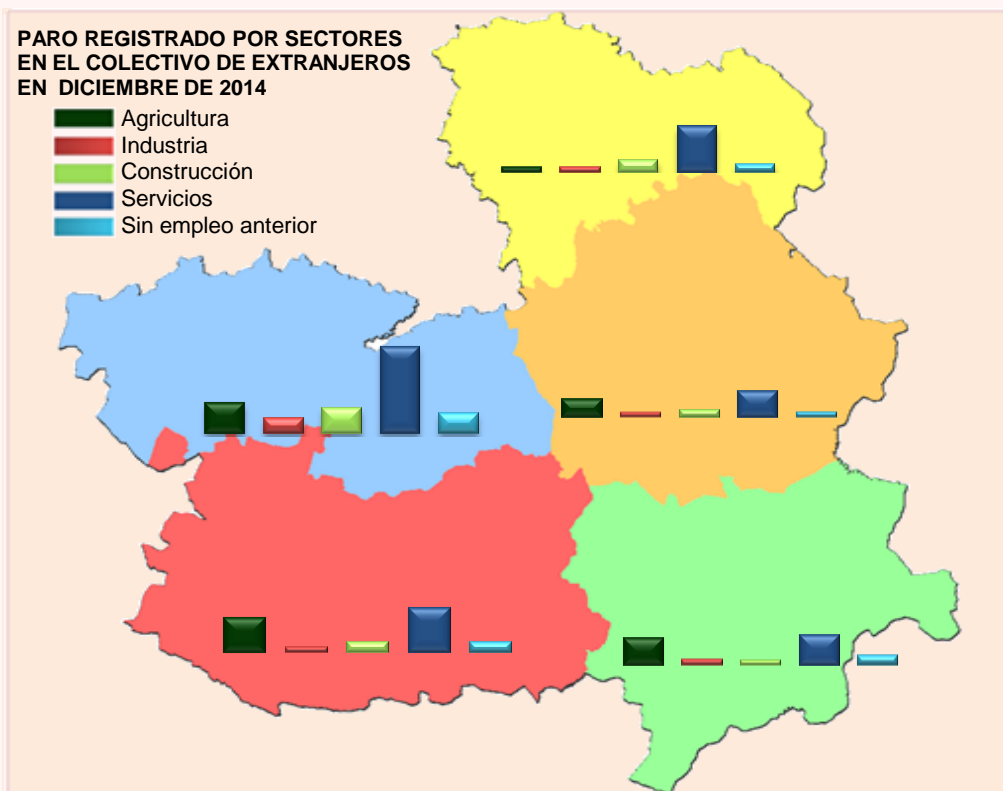 PARO REGISTRADO POR SECTORES
EN EL COLECTIVO DE EXTRANJEROS
EN DICIEMBRE DE 2014
Agricultura
Industria
Construcción
Servicios
Sin empleo anterior